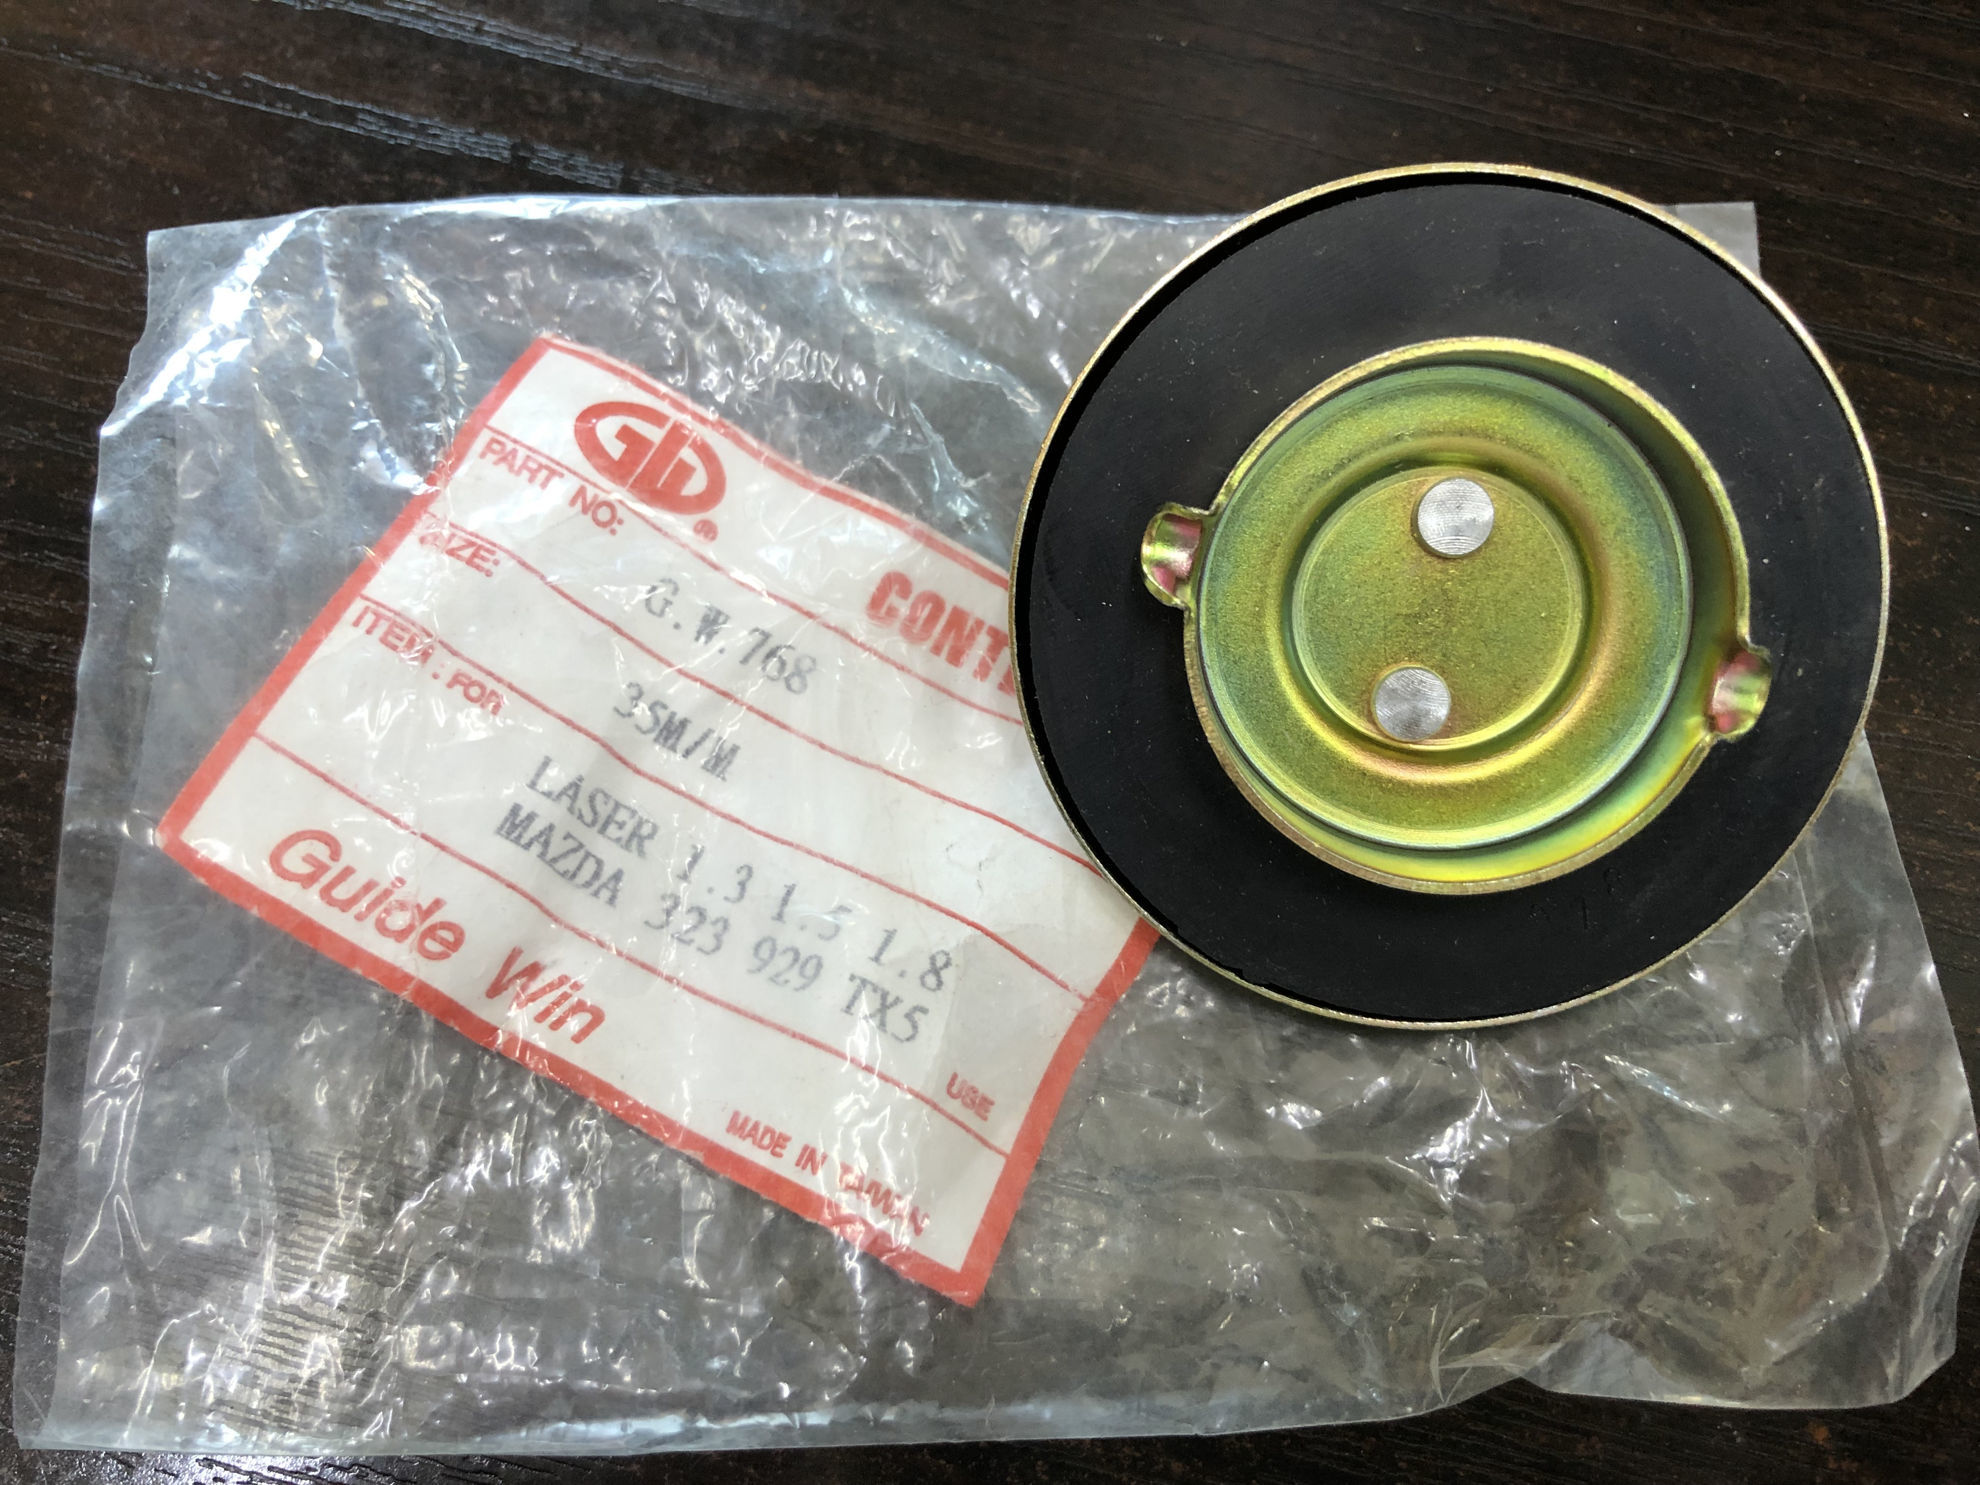 GW®
PART NO:
G.W.768
SIZE:
35M/M
ITEM: FOR
LASER 1.3 1.5 1.8
MAZDA 323 929 TX5
USE
Guide Win
MADE IN TAIWAN